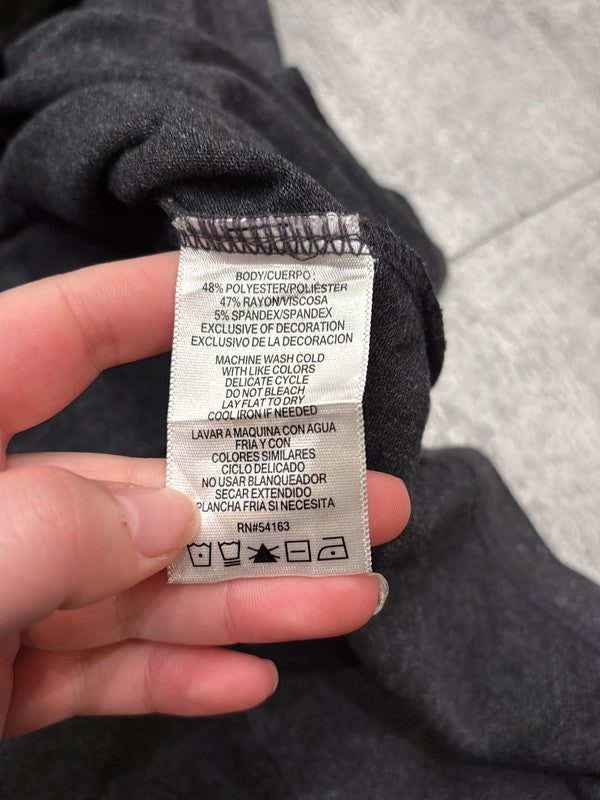 BODY/CUERPO :
48% POLYESTER/POLIÉSTER
47% RAYON/VISCOSA
5% SPANDEX/SPANDEX
EXCLUSIVE OF DECORATION
EXCLUSIVO DE LA DECORACION
MACHINE WASH COLD
WITH LIKE COLORS
DELICATE CYCLE
DO NOT BLEACH
LAY FLAT TO DRY
COOL IRON IF NEEDED
LAVAR A MAQUINA CON AGUA
FRIA Y CON
COLORES SIMILARES
CICLO DELICADO
NO USAR BLANQUEADOR
SECAR EXTENDIDO
PLANCHA FRIA SI NECESITA
RN#54163